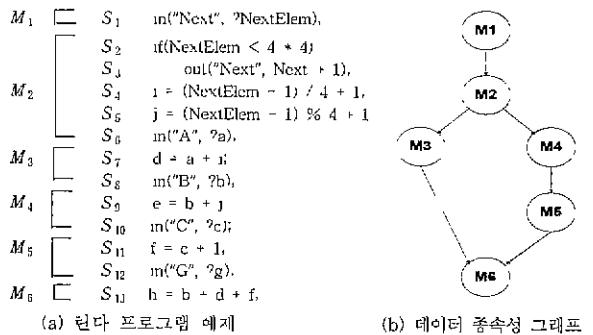 M1 S1 in("Next", ?NextElem),
S2 if(NextElem < 4 * 4)
S3 out("Next", Next + 1),
M2 S4 i = (NextElem - 1) / 4 + 1,
S5 j = (NextElem - 1) % 4 + 1
S6 in("A", ?a),
M3 S7 d = a + i;
S8 in("B", ?b),
M4 S9 e = b + j
S10 in("C", ?c);
M5 S11 f = c + 1,
S12 in("G", ?g),
M6 S13 h = b + d + f,
(a) 린다 프로그램 예제
M1
M2
M3 M4
M5
M6
(b) 데이터 종속성 그래프